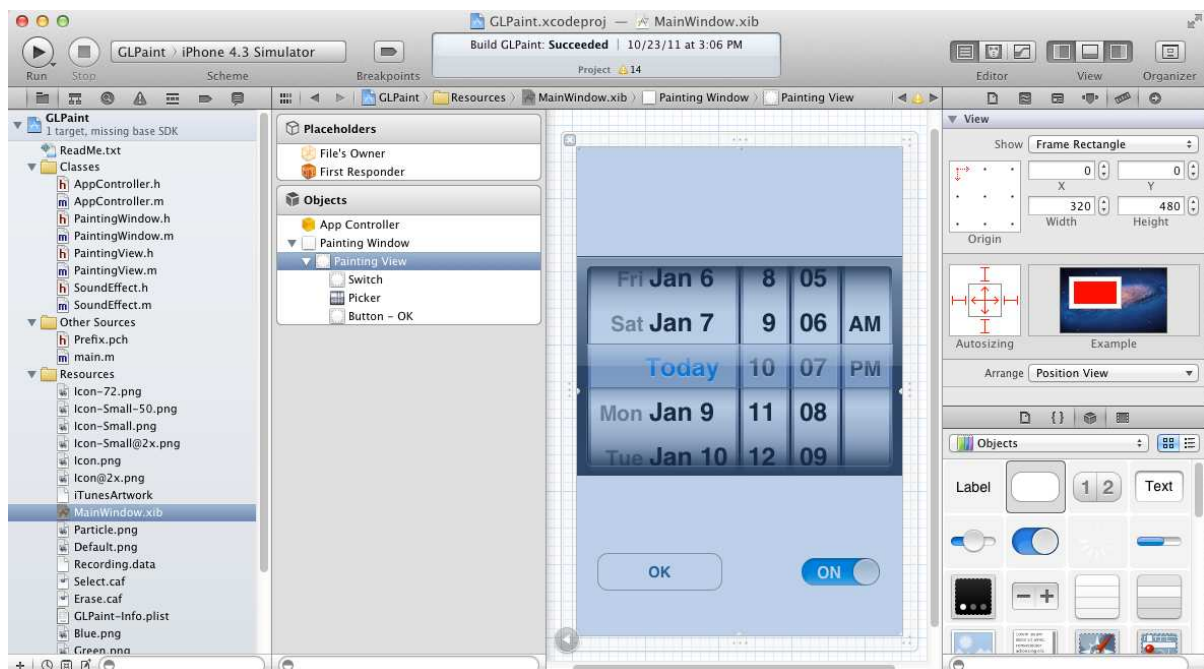 GLPaint.xcodeproj — MainWindow.xib
GLPaint › iPhone 4.3 Simulator
Build GLPaint: Succeeded | 10/23/11 at 3:06 PM
Project 14
Run Stop Scheme Breakpoints Editor View Organizer
GLPaint › Resources › MainWindow.xib › Painting Window › Painting View
GLPaint
1 target, missing base SDK
ReadMe.txt
Classes
h AppController.h
m AppController.m
h PaintingWindow.h
m PaintingWindow.m
h PaintingView.h
m PaintingView.m
h SoundEffect.h
m SoundEffect.m
Other Sources
h Prefix.pch
m main.m
Resources
Icon-72.png
Icon-Small-50.png
Icon-Small.png
Icon-Small@2x.png
Icon.png
Icon@2x.png
iTunesArtwork
MainWindow.xib
Particle.png
Default.png
Recording.data
Select.caf
Erase.caf
GLPaint-Info.plist
Blue.png
Green.png
Placeholders
File's Owner
First Responder
Objects
App Controller
Painting Window
Painting View
Switch
Picker
Button - OK
Fri Jan 6 8 05
Sat Jan 7 9 06 AM
Today 10 07 PM
Mon Jan 9 11 08
Tue Jan 10 12 09
OK ON
View
Show Frame Rectangle
0 0
X Y
320 480
Width Height
Origin
Autosizing Example
Arrange Position View
{}
Objects
Label 1 2 Text